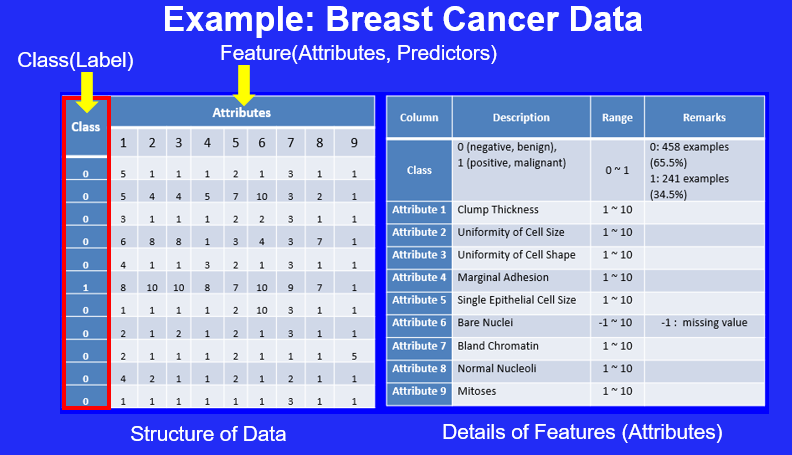 Example: Breast Cancer Data
Class(Label)
Feature(Attributes, Predictors)
Class Attributes
1 2 3 4 5 6 7 8 9
0 5 1 1 1 2 1 3 1 1
0 5 4 4 5 7 10 3 2 1
0 3 1 1 1 2 2 3 1 1
0 6 8 8 1 3 4 3 7 1
0 4 1 1 3 2 1 3 1 1
1 8 10 10 8 7 10 9 7 1
0 1 1 1 1 2 10 3 1 1
0 2 1 2 1 2 1 3 1 1
0 2 1 1 1 2 1 1 1 5
0 4 2 1 1 2 1 2 1 1
0 1 1 1 1 1 1 3 1 1
Structure of Data
Column Description Range Remarks
Class 0 (negative, benign), 0 ~ 1 0: 458 examples
1 (positive, malignant) (65.5%)
1: 241 examples
(34.5%)
Attribute 1 Clump Thickness 1 ~ 10
Attribute 2 Uniformity of Cell Size 1 ~ 10
Attribute 3 Uniformity of Cell Shape 1 ~ 10
Attribute 4 Marginal Adhesion 1 ~ 10
Attribute 5 Single Epithelial Cell Size 1 ~ 10
Attribute 6 Bare Nuclei -1 ~ 10 -1 : missing value
Attribute 7 Bland Chromatin 1 ~ 10
Attribute 8 Normal Nucleoli 1 ~ 10
Attribute 9 Mitoses 1 ~ 10
Details of Features (Attributes)